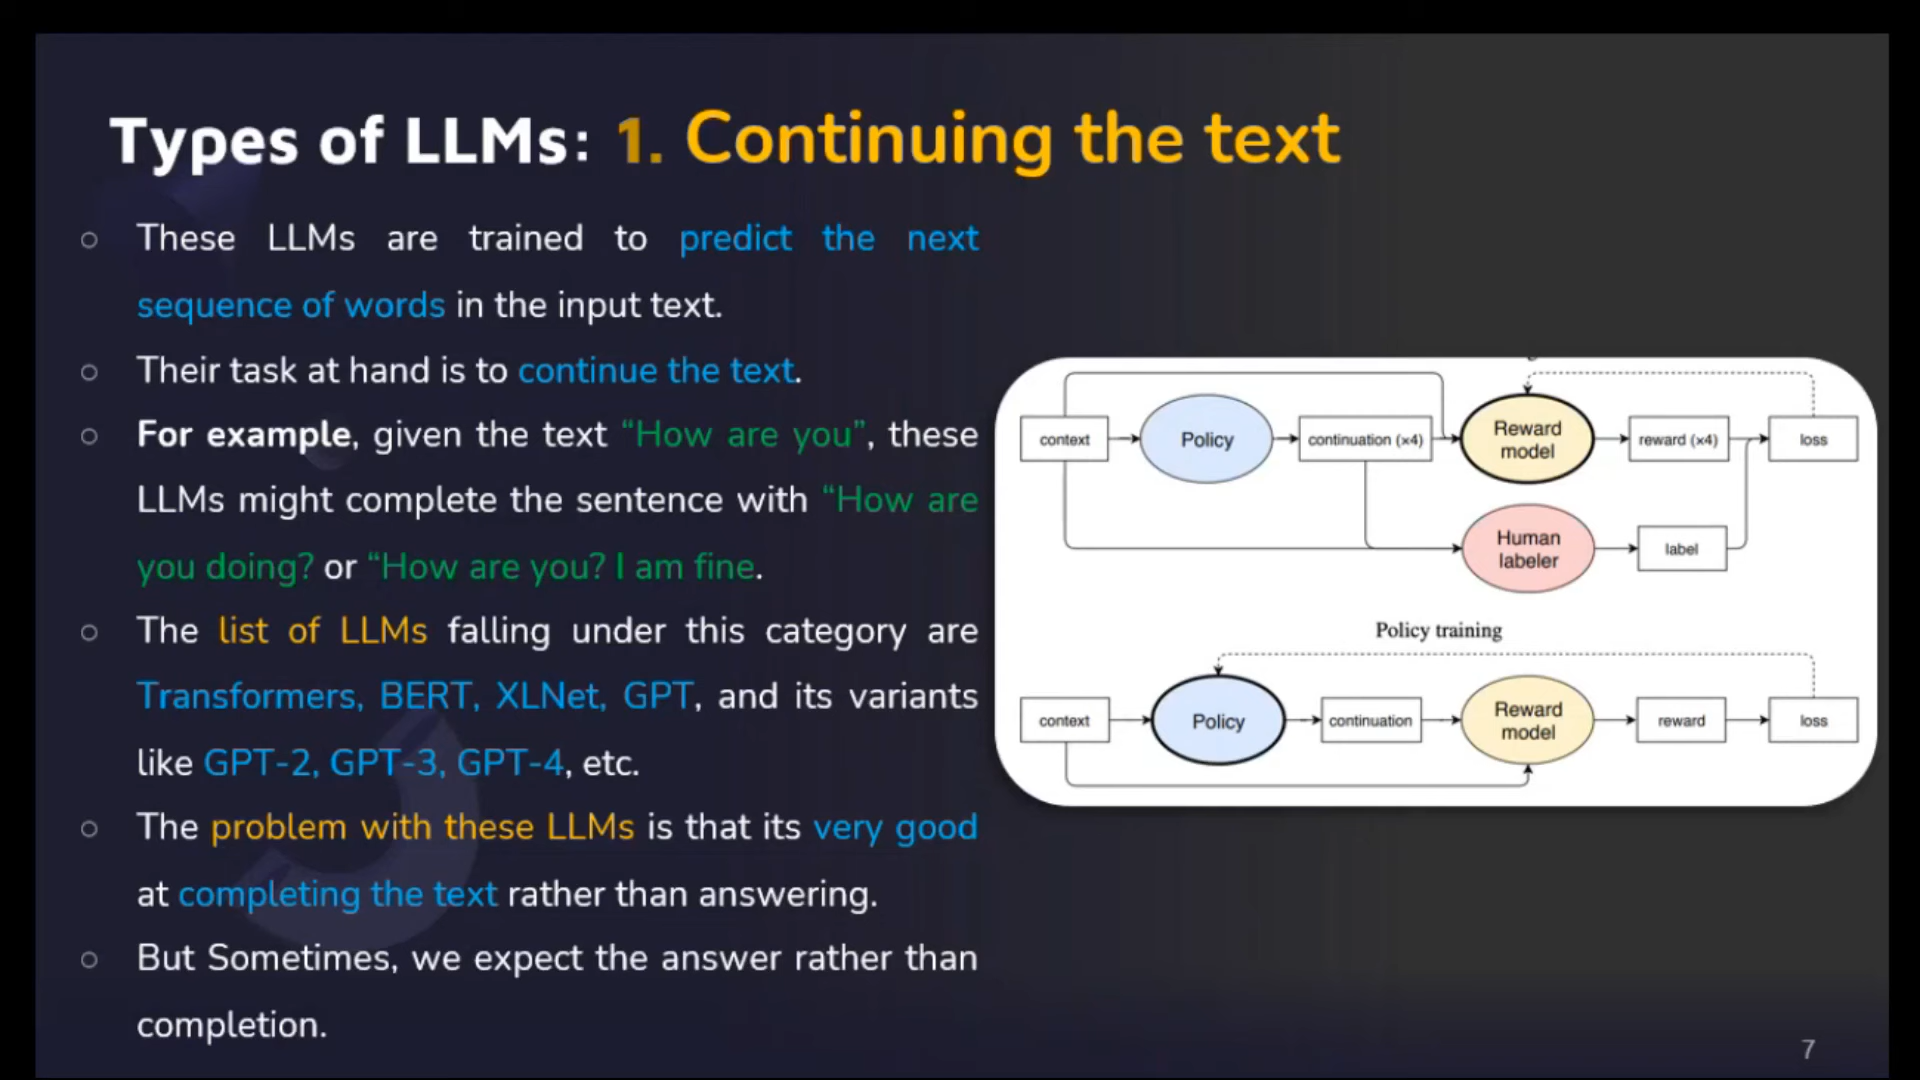 Types of LLMs: 1. Continuing the text
○ These LLMs are trained to predict the next
sequence of words in the input text.
○ Their task at hand is to continue the text.
○ For example, given the text “How are you”, these
LLMs might complete the sentence with “How are
you doing? or “How are you? I am fine.
○ The list of LLMs falling under this category are
Transformers, BERT, XLNet, GPT, and its variants
like GPT-2, GPT-3, GPT-4, etc.
○ The problem with these LLMs is that its very good
at completing the text rather than answering.
○ But Sometimes, we expect the answer rather than
completion.
context
Policy
continuation (×4)
Reward
model
reward (×4)
loss
Human
labeler
label
Policy training
context
Policy
continuation
Reward
model
reward
loss
7